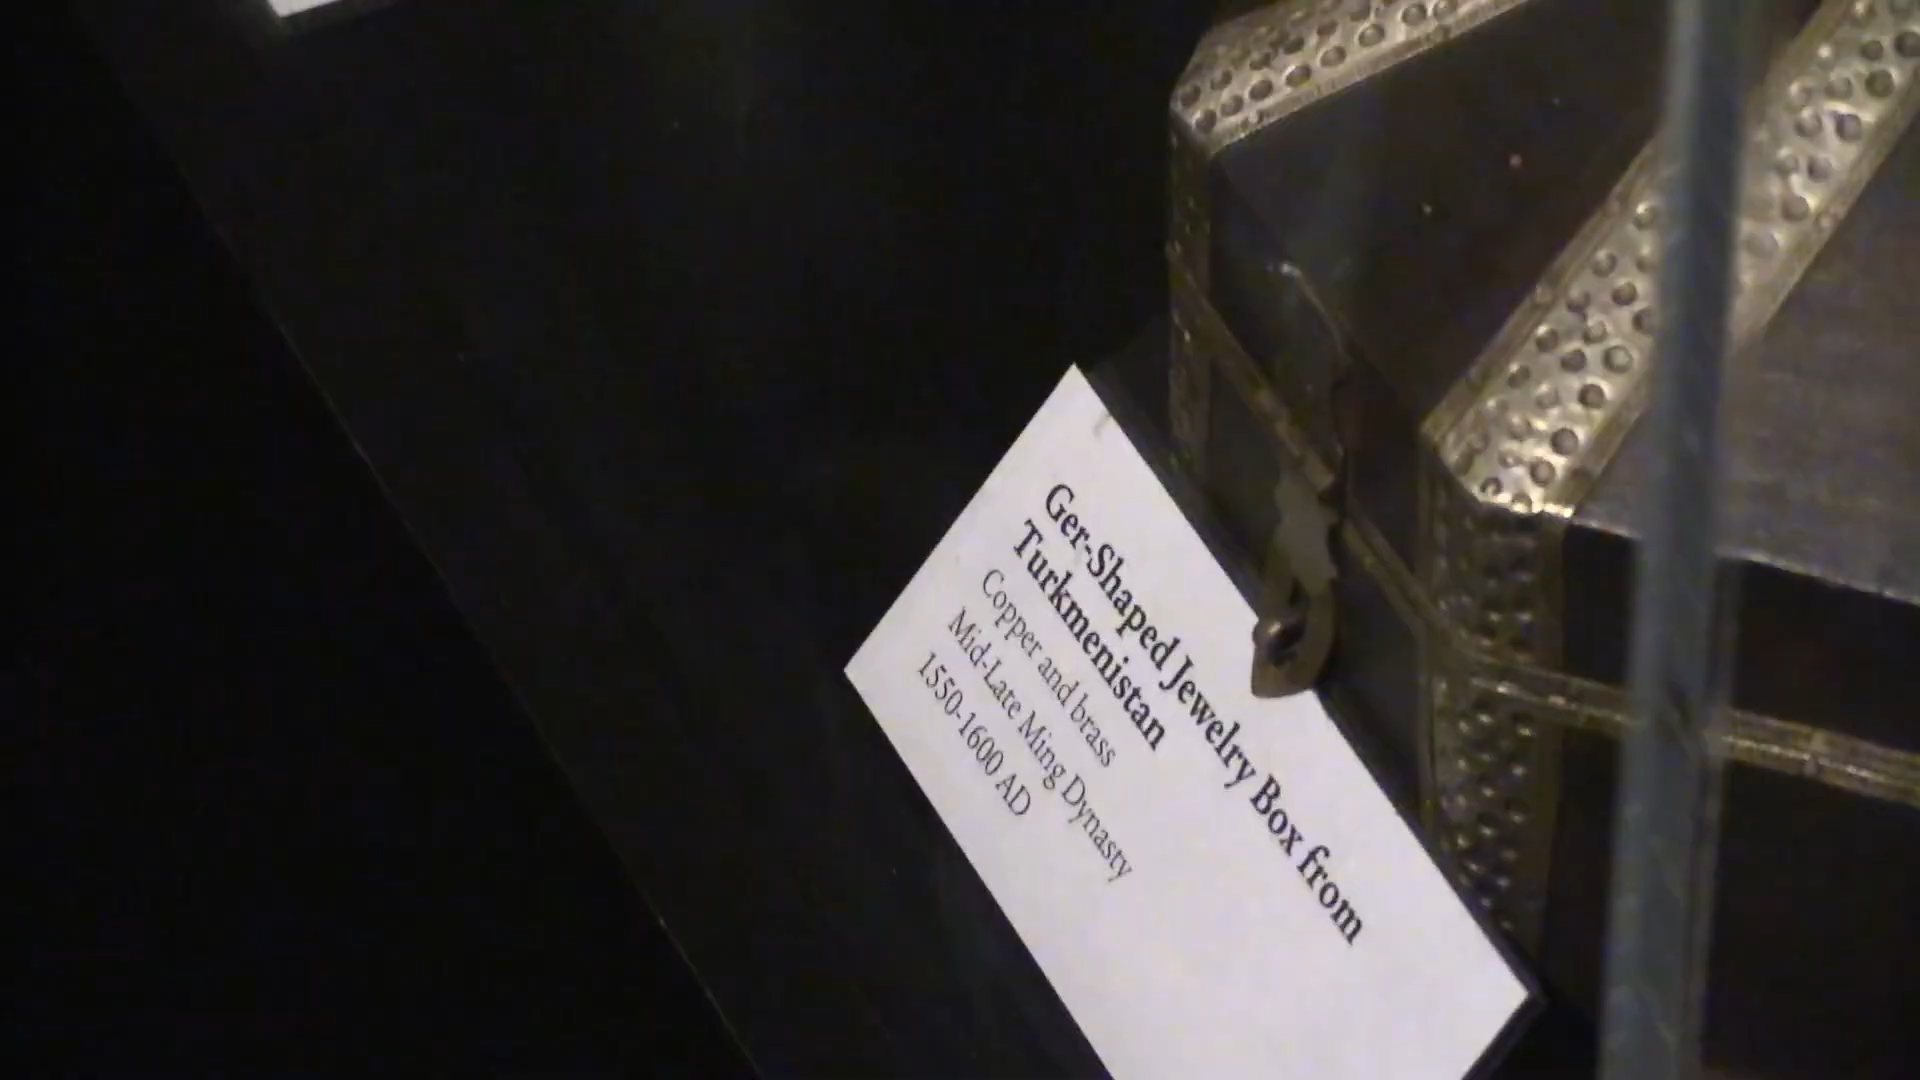 Ger-Shaped Jewelry Box from
Turkmenistan
Copper and brass
Mid-Late Ming Dynasty
1550-1600 AD